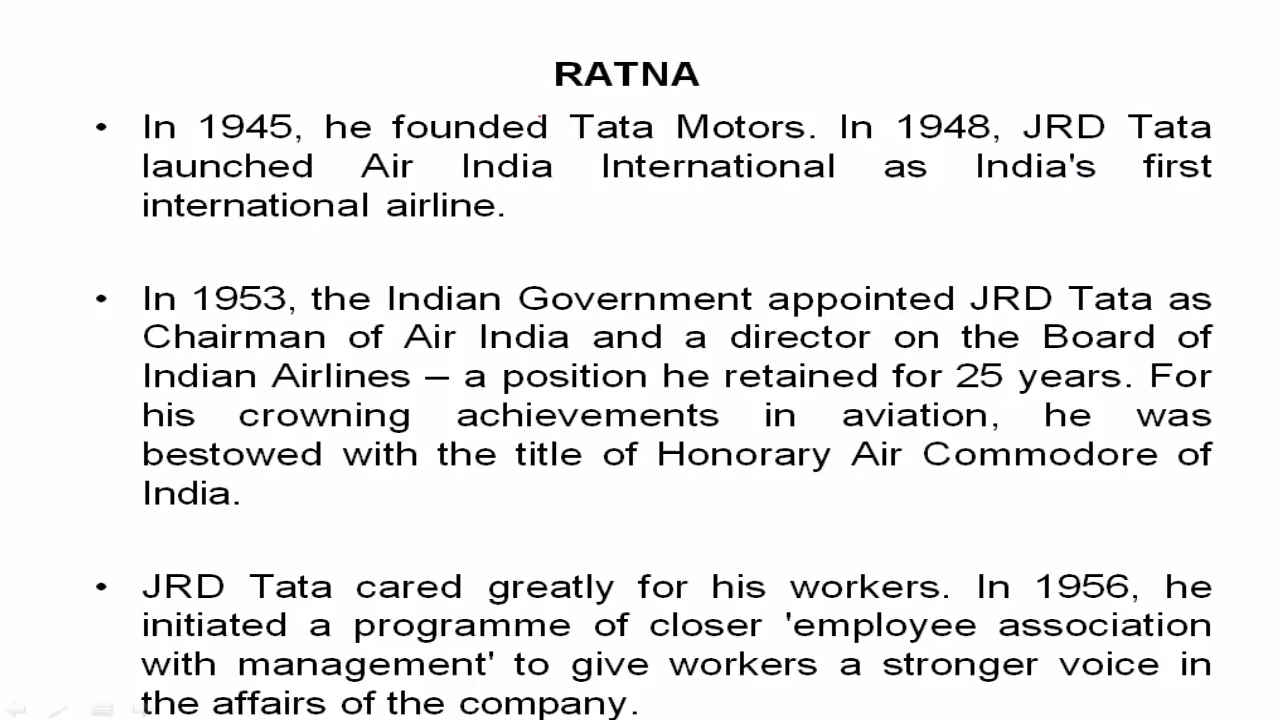 RATNA
• In 1945, he founded Tata Motors. In 1948, JRD Tata
launched Air India International as India's first
international airline.
• In 1953, the Indian Government appointed JRD Tata as
Chairman of Air India and a director on the Board of
Indian Airlines – a position he retained for 25 years. For
his crowning achievements in aviation, he was
bestowed with the title of Honorary Air Commodore of
India.
• JRD Tata cared greatly for his workers. In 1956, he
initiated a programme of closer 'employee association
with management' to give workers a stronger voice in
the affairs of the company.